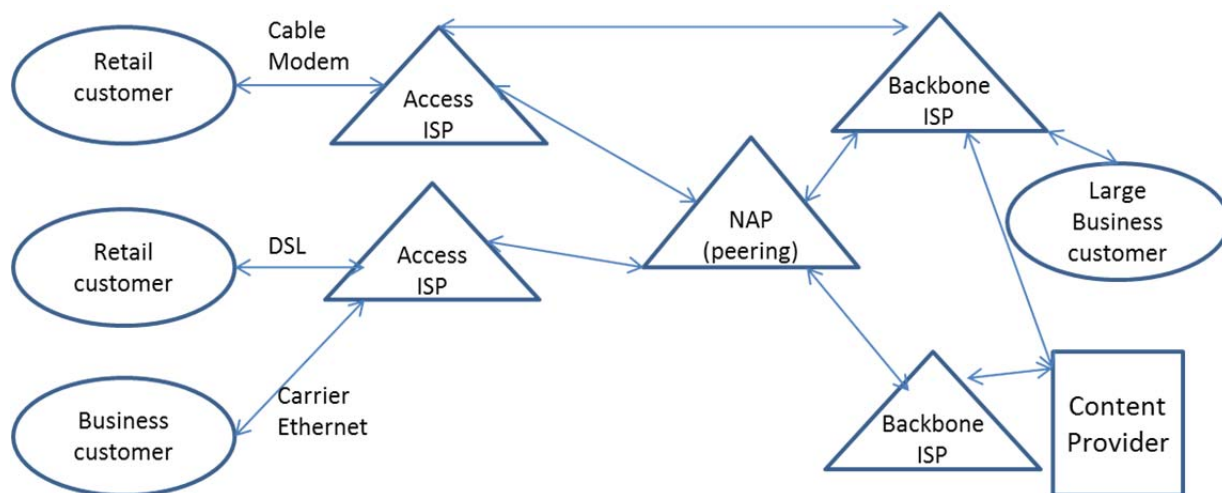 Retail
customer
Cable
Modem
Access
ISP
Backbone
ISP
Large
Business
customer
NAP
(peering)
Retail
customer
DSL
Access
ISP
Business
customer
Carrier
Ethernet
Backbone
ISP
Content
Provider